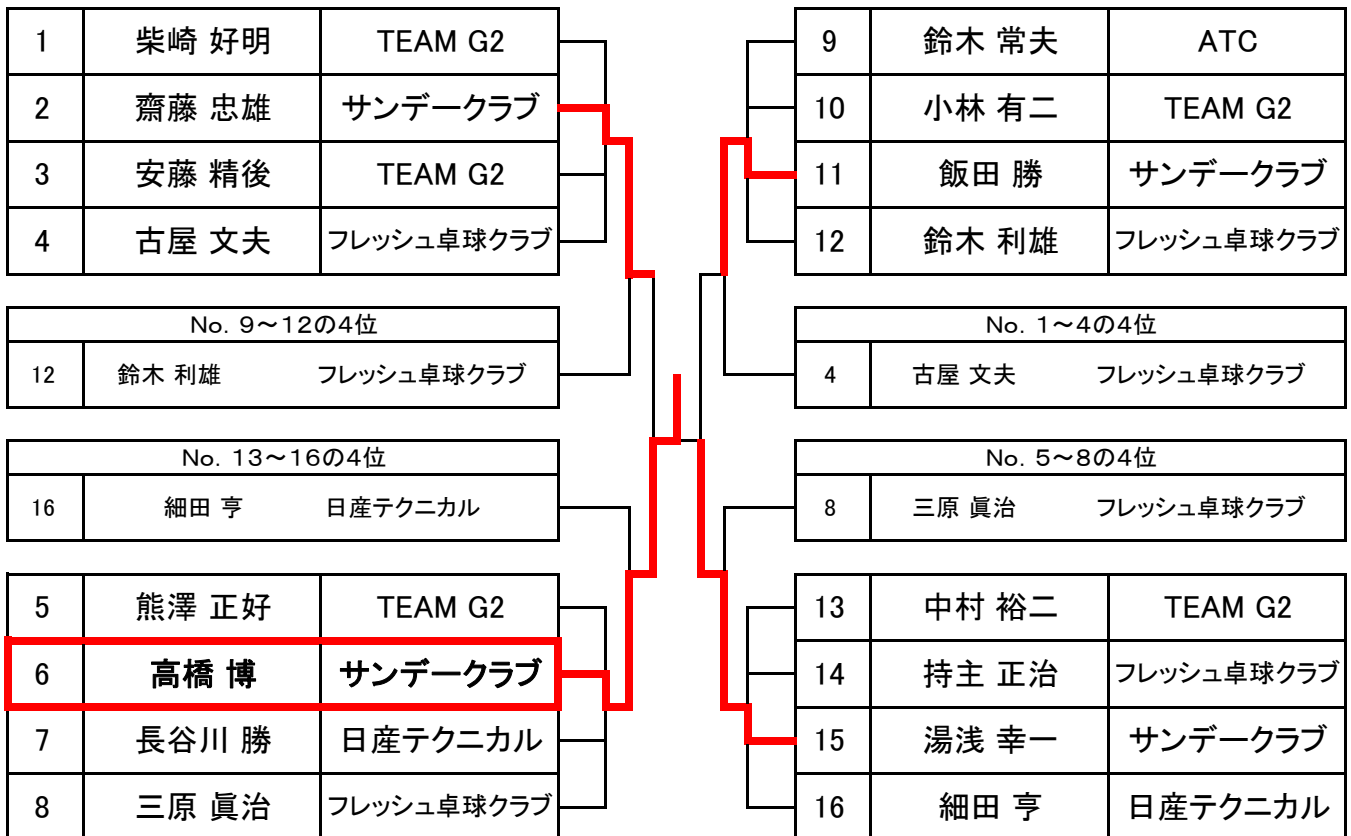 1 柴崎 好明 TEAM G2
2 齋藤 忠雄 サンデークラブ
3 安藤 精後 TEAM G2
4 古屋 文夫 フレッシュ卓球クラブ
No. 9～12の4位
12 鈴木 利雄 フレッシュ卓球クラブ
No. 13～16の4位
16 細田 亨 日産テクニカル
5 熊澤 正好 TEAM G2
6 高橋 博 サンデークラブ
7 長谷川 勝 日産テクニカル
8 三原 眞治 フレッシュ卓球クラブ
9 鈴木 常夫 ATC
10 小林 有二 TEAM G2
11 飯田 勝 サンデークラブ
12 鈴木 利雄 フレッシュ卓球クラブ
No. 1～4の4位
4 古屋 文夫 フレッシュ卓球クラブ
No. 5～8の4位
8 三原 眞治 フレッシュ卓球クラブ
13 中村 裕二 TEAM G2
14 持主 正治 フレッシュ卓球クラブ
15 湯浅 幸一 サンデークラブ
16 細田 亨 日産テクニカル